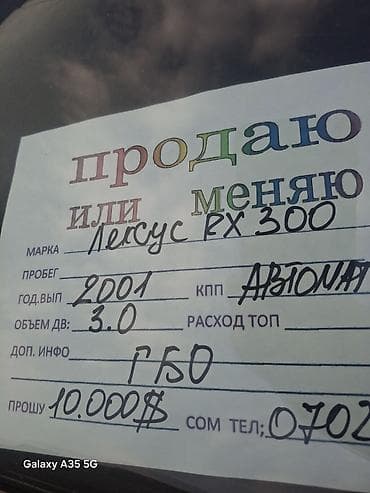 продаю
или меняю
МАРКА Лексус RX 300
ПРОБЕГ
ГОД.ВЫП 2001 КПП АВТОМАТ
ОБЪЕМ ДВ: 3.0 РАСХОД ТОП
ДОП. ИНФО ГБО
ПРОШУ 10.000$ СОМ ТЕЛ; 0702
Galaxy A35 5G